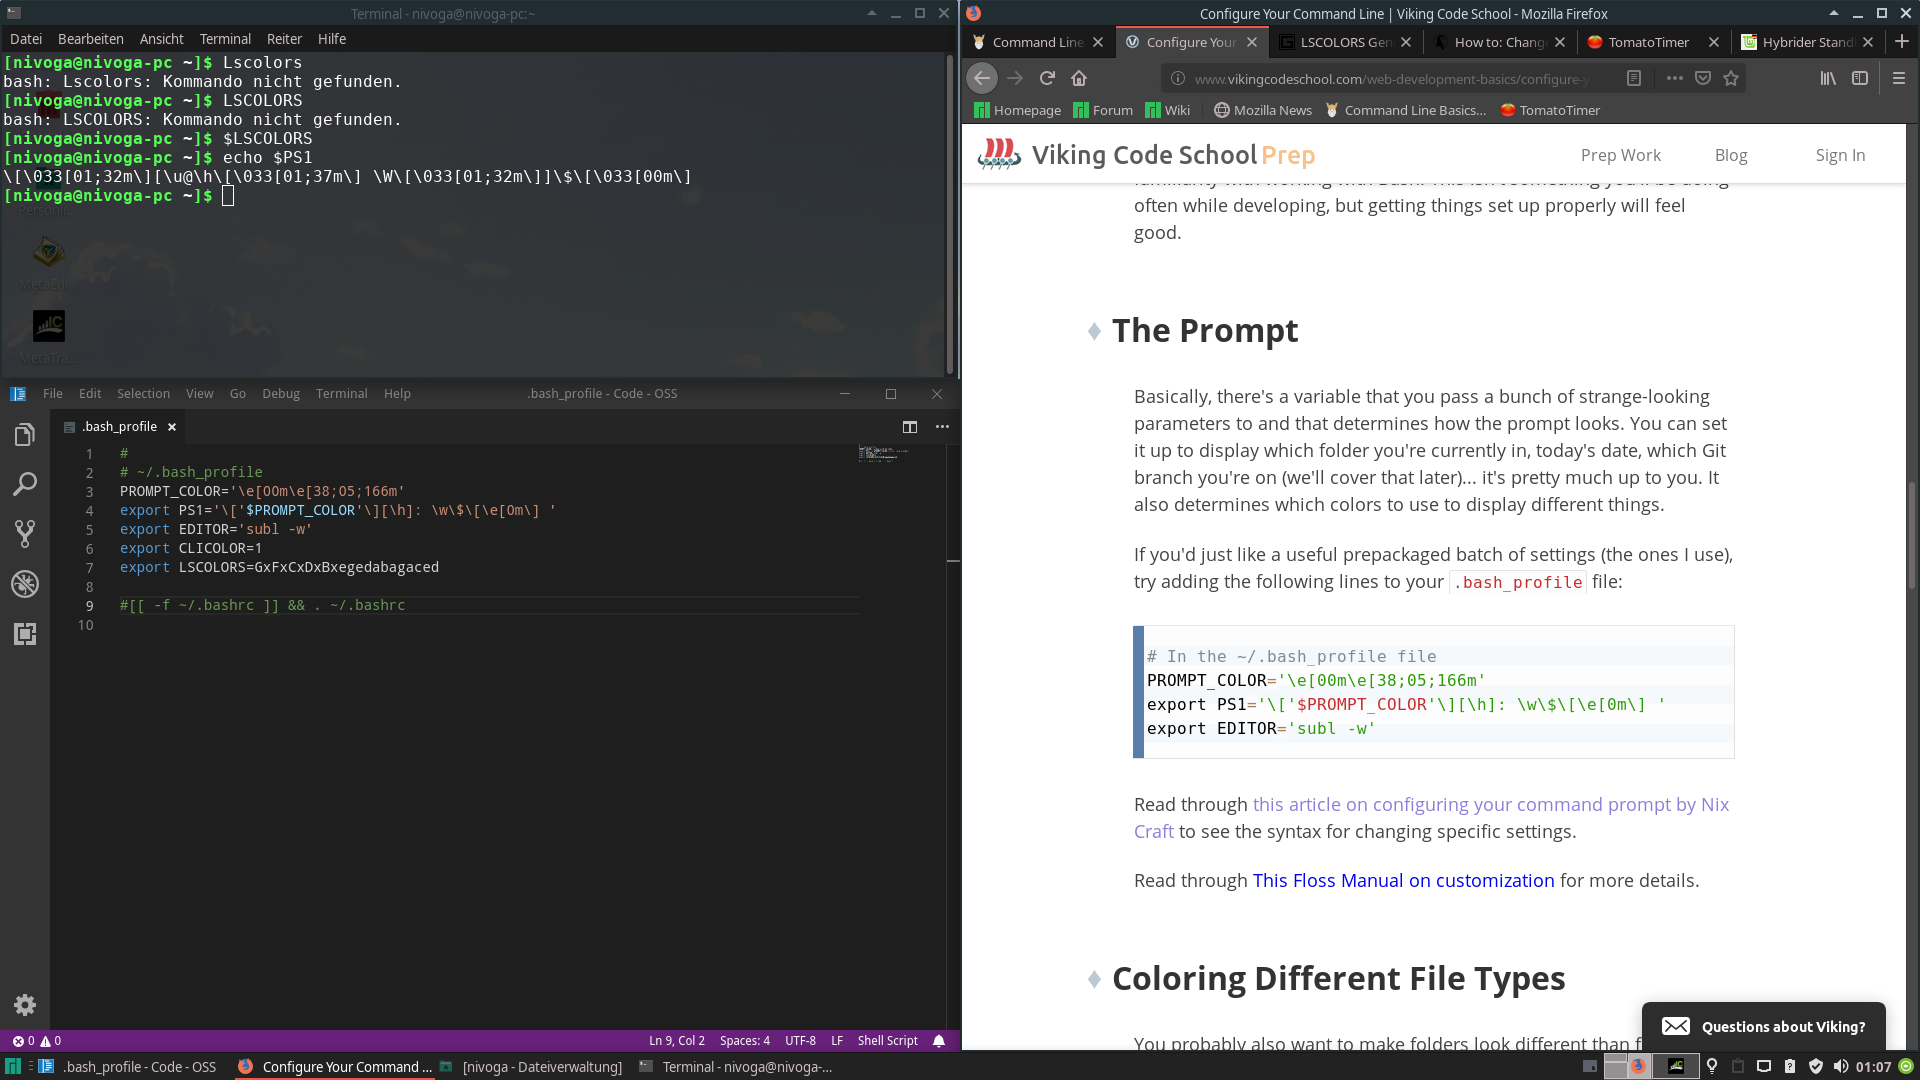 Terminal - nivoga@nivoga-pc:~
Datei Bearbeiten Ansicht Terminal Reiter Hilfe
[nivoga@nivoga-pc ~]$ Lscolors
bash: Lscolors: Kommando nicht gefunden.
[nivoga@nivoga-pc ~]$ LSCOLORS
bash: LSCOLORS: Kommando nicht gefunden.
[nivoga@nivoga-pc ~]$ $LSCOLORS
[nivoga@nivoga-pc ~]$ echo $PS1
\[\033[01;32m\][\u@\h\[\033[01;37m\] \W\[\033[01;32m\]]\$\[\033[00m\]
[nivoga@nivoga-pc ~]$
MetaEdi...
MetaTra...
File Edit Selection View Go Debug Terminal Help
.bash_profile - Code - OSS
.bash_profile
1 #
2 # ~/.bash_profile
3 PROMPT_COLOR='\e[00m\e[38;05;166m'
4 export PS1='\['$PROMPT_COLOR'\][\h]: \w\$\[\e[0m\] '
5 export EDITOR='subl -w'
6 export CLICOLOR=1
7 export LSCOLORS=GxFxCxDxBxegedabagaced
8
9 #[[ -f ~/.bashrc ]] && . ~/.bashrc
10
0 0
Ln 9, Col 2 Spaces: 4 UTF-8 LF Shell Script
Configure Your Command Line | Viking Code School - Mozilla Firefox
Command Line Configure Your LSCOLORS Gen How to: Chang TomatoTimer Hybrider Stand
www.vikingcodeschool.com/web-development-basics/configure-y
Homepage Forum Wiki Mozilla News Command Line Basics... TomatoTimer
Viking Code School Prep
Prep Work Blog Sign In
familiarity with working with Bash. This isn't something you'll be doing
often while developing, but getting things set up properly will feel
good.
The Prompt
Basically, there's a variable that you pass a bunch of strange-looking
parameters to and that determines how the prompt looks. You can set
it up to display which folder you're currently in, today's date, which Git
branch you're on (we'll cover that later)... it's pretty much up to you. It
also determines which colors to use to display different things.
If you'd just like a useful prepackaged batch of settings (the ones I use),
try adding the following lines to your .bash_profile file:
# In the ~/.bash_profile file
PROMPT_COLOR='\e[00m\e[38;05;166m'
export PS1='\['$PROMPT_COLOR'\][\h]: \w\$\[\e[0m\] '
export EDITOR='subl -w'
Read through this article on configuring your command prompt by Nix
Craft to see the syntax for changing specific settings.
Read through This Floss Manual on customization for more details.
Coloring Different File Types
You probably also want to make folders look different than f
Questions about Viking?
.bash_profile - Code - OSS
Configure Your Command ...
[nivoga - Dateiverwaltung]
Terminal - nivoga@nivoga-...
01:07